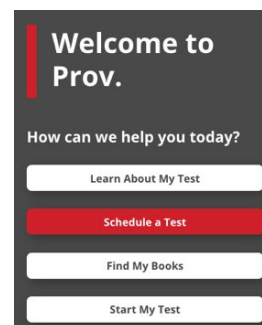 Welcome to
Prov.
How can we help you today?
Learn About My Test
Schedule a Test
Find My Books
Start My Test